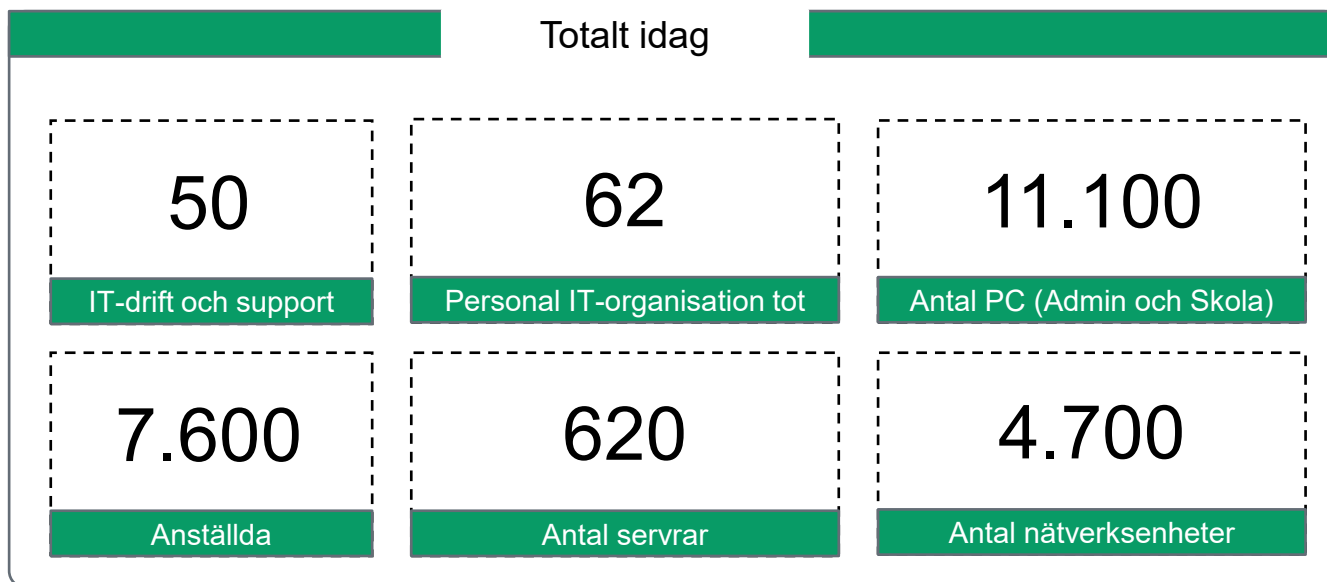 Totalt idag
50
IT-drift och support
62
Personal IT-organisation tot
11.100
Antal PC (Admin och Skola)
7.600
Anställda
620
Antal servrar
4.700
Antal nätverksenheter